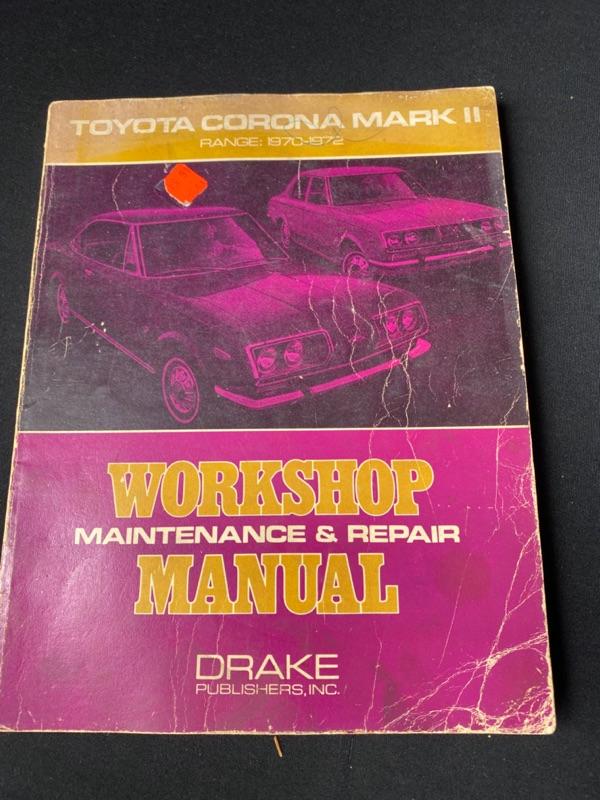 TOYOTA CORONA MARK II
RANGE: 1970-1972
WORKSHOP
MAINTENANCE & REPAIR
MANUAL
DRAKE
PUBLISHERS, INC.